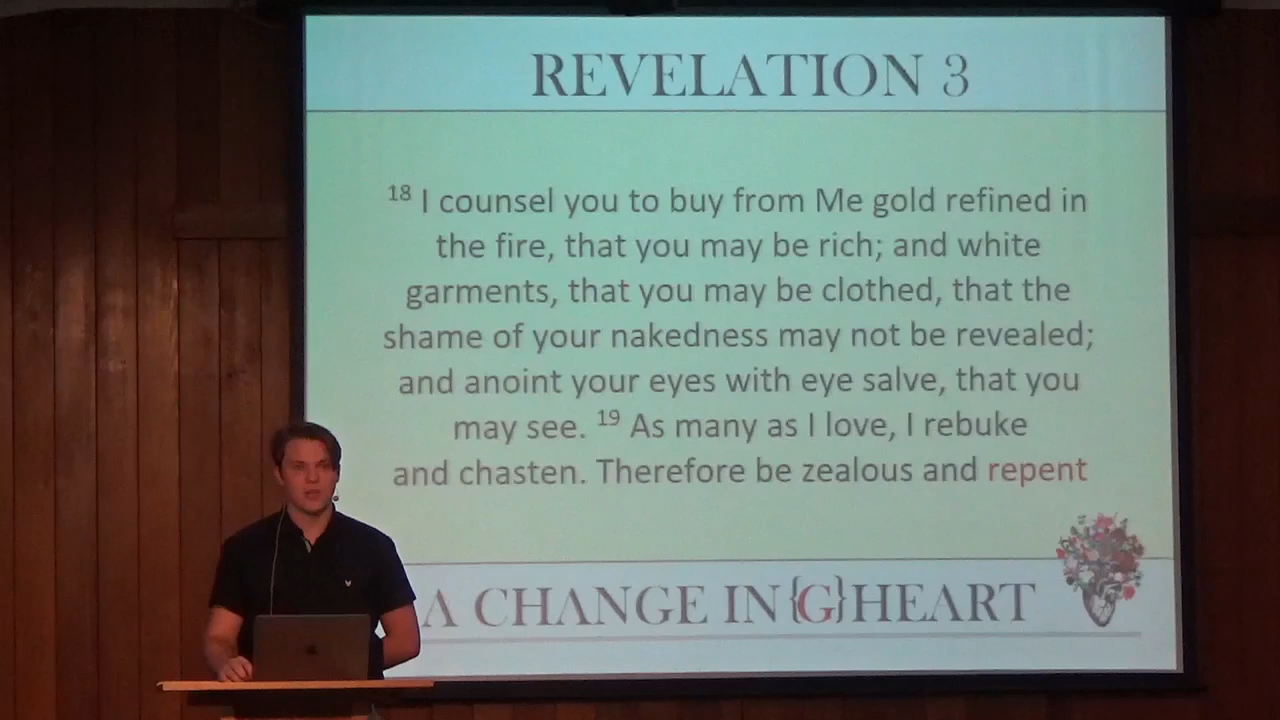 REVELATION 3
18 I counsel you to buy from Me gold refined in
the fire, that you may be rich; and white
garments, that you may be clothed, that the
shame of your nakedness may not be revealed;
and anoint your eyes with eye salve, that you
may see. 19 As many as I love, I rebuke
and chasten. Therefore be zealous and repent
A CHANGE IN{G}HEART